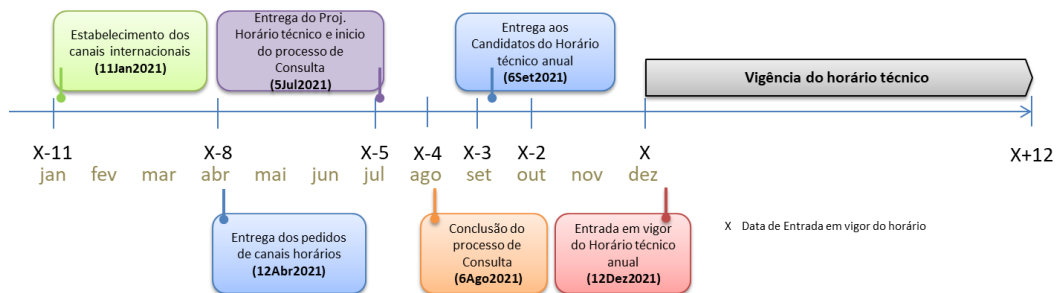 Estabelecimento dos
canais internacionais
(11Jan2021)
Entrega do Proj.
Horário técnico e inicio
do processo de
Consulta
(5Jul2021)
Entrega aos
Candidatos do Horário
técnico anual
(6Set2021)
Vigência do horário técnico
X-11
X-8
X-5
X-4
X-3
X-2
X
X+12
jan
fev
mar
abr
mai
jun
jul
ago
set
out
nov
dez
Entrega dos pedidos
de canais horários
(12Abr2021)
Conclusão do
processo de
Consulta
(6Ago2021)
Entrada em vigor
do Horário técnico
anual
(12Dez2021)
X Data de Entrada em vigor do horário